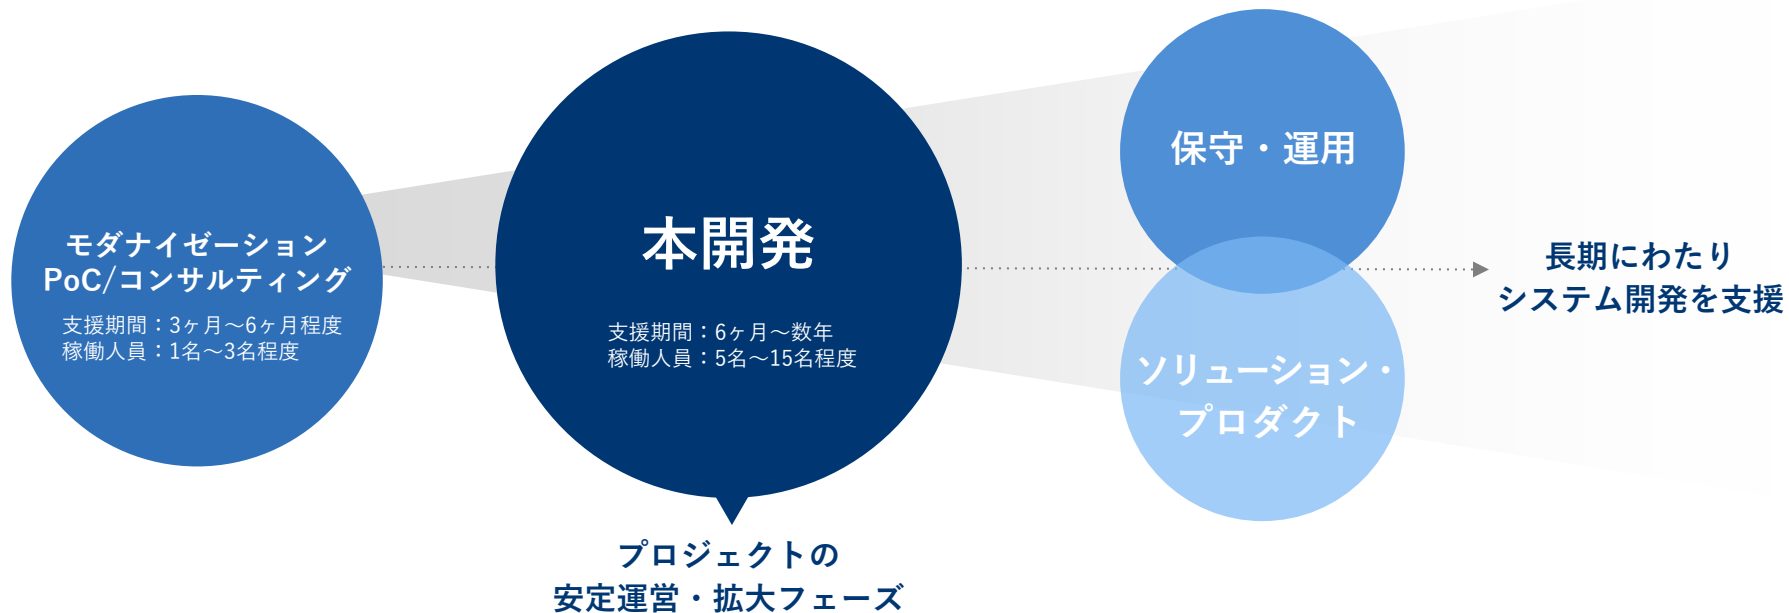 モダナイゼーション
PoC/コンサルティング
支援期間：3ヶ月〜6ヶ月程度
稼働人員：1名〜3名程度
本開発
支援期間：6ヶ月〜数年
稼働人員：5名〜15名程度
プロジェクトの
安定運営・拡大フェーズ
保守・運用
ソリューション・
プロダクト
長期にわたり
システム開発を支援